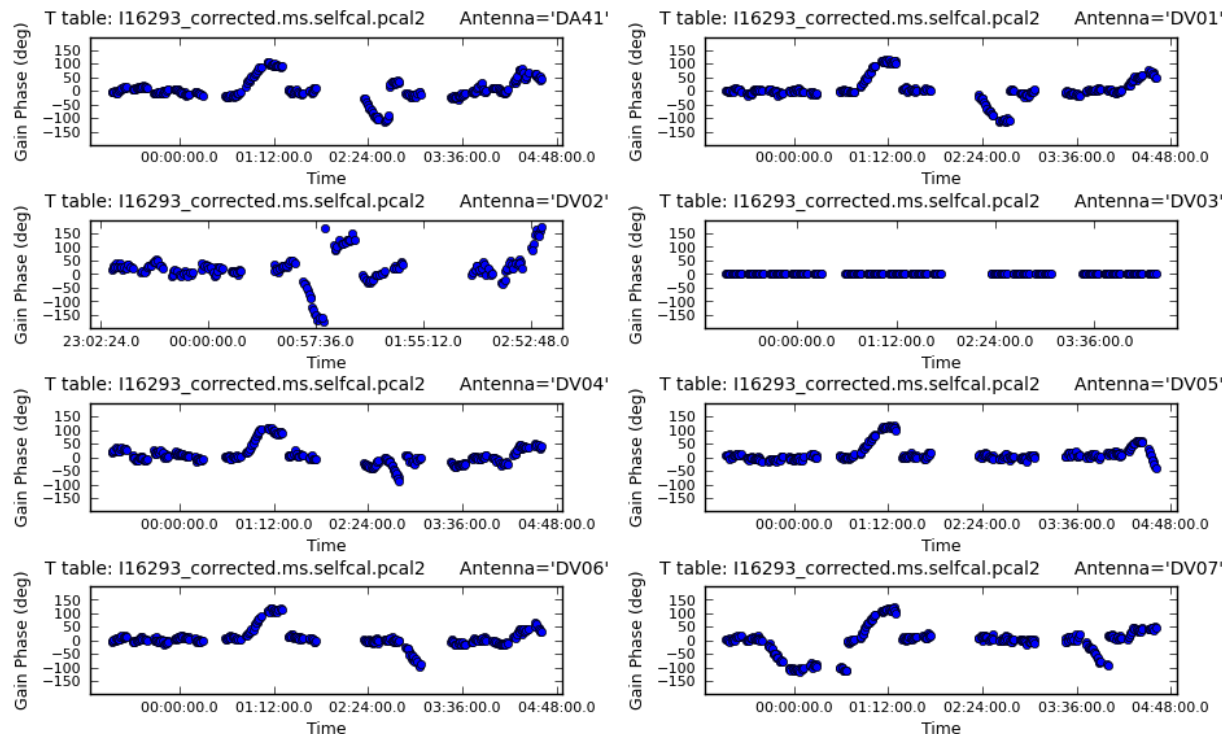 T table: I16293_corrected.ms.selfcal.pcal2 Antenna='DA41'
Gain Phase (deg)
150
100
50
0
−50
−100
−150
00:00:00.0 01:12:00.0 02:24:00.0 03:36:00.0 04:48:00.0
Time
T table: I16293_corrected.ms.selfcal.pcal2 Antenna='DV01'
Gain Phase (deg)
150
100
50
0
−50
−100
−150
00:00:00.0 01:12:00.0 02:24:00.0 03:36:00.0 04:48:00.0
Time
T table: I16293_corrected.ms.selfcal.pcal2 Antenna='DV02'
Gain Phase (deg)
150
100
50
0
−50
−100
−150
23:02:24.0 00:00:00.0 00:57:36.0 01:55:12.0 02:52:48.0
Time
T table: I16293_corrected.ms.selfcal.pcal2 Antenna='DV03'
Gain Phase (deg)
150
100
50
0
−50
−100
−150
00:00:00.0 01:12:00.0 02:24:00.0 03:36:00.0
Time
T table: I16293_corrected.ms.selfcal.pcal2 Antenna='DV04'
Gain Phase (deg)
150
100
50
0
−50
−100
−150
00:00:00.0 01:12:00.0 02:24:00.0 03:36:00.0 04:48:00.0
Time
T table: I16293_corrected.ms.selfcal.pcal2 Antenna='DV05'
Gain Phase (deg)
150
100
50
0
−50
−100
−150
00:00:00.0 01:12:00.0 02:24:00.0 03:36:00.0 04:48:00.0
Time
T table: I16293_corrected.ms.selfcal.pcal2 Antenna='DV06'
Gain Phase (deg)
150
100
50
0
−50
−100
−150
00:00:00.0 01:12:00.0 02:24:00.0 03:36:00.0 04:48:00.0
Time
T table: I16293_corrected.ms.selfcal.pcal2 Antenna='DV07'
Gain Phase (deg)
150
100
50
0
−50
−100
−150
00:00:00.0 01:12:00.0 02:24:00.0 03:36:00.0 04:48:00.0
Time